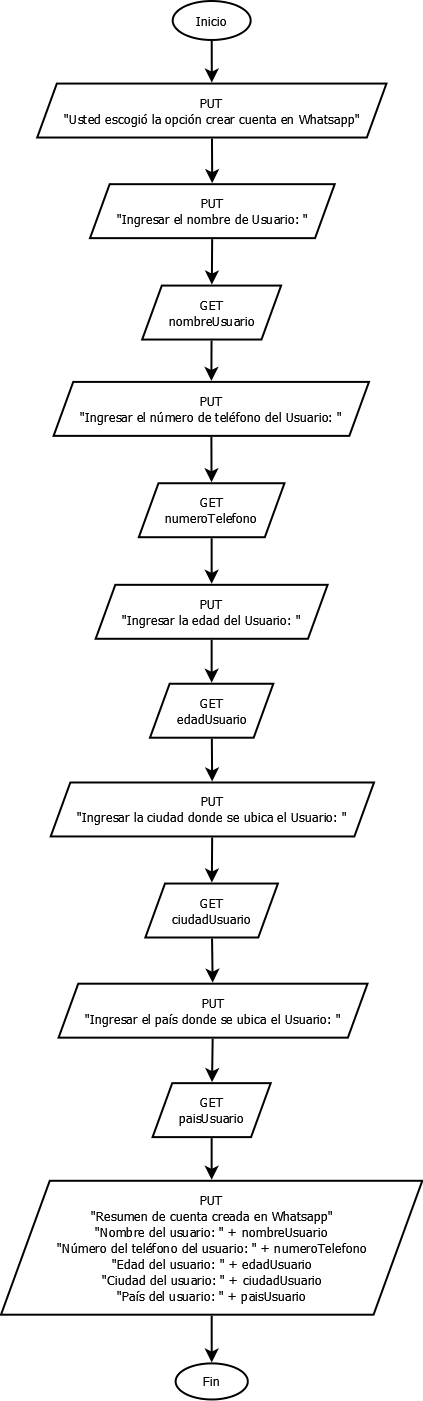 Inicio
PUT
"Usted escogió la opción crear cuenta en Whatsapp"
PUT
"Ingresar el nombre de Usuario: "
GET
nombreUsuario
PUT
"Ingresar el número de teléfono del Usuario: "
GET
numeroTelefono
PUT
"Ingresar la edad del Usuario: "
GET
edadUsuario
PUT
"Ingresar la ciudad donde se ubica el Usuario: "
GET
ciudadUsuario
PUT
"Ingresar el país donde se ubica el Usuario: "
GET
paisUsuario
PUT
"Resumen de cuenta creada en Whatsapp"
"Nombre del usuario: " + nombreUsuario
"Número del teléfono del usuario: " + numeroTelefono
"Edad del usuario: " + edadUsuario
"Ciudad del usuario: " + ciudadUsuario
"País del usuario: " + paisUsuario
Fin